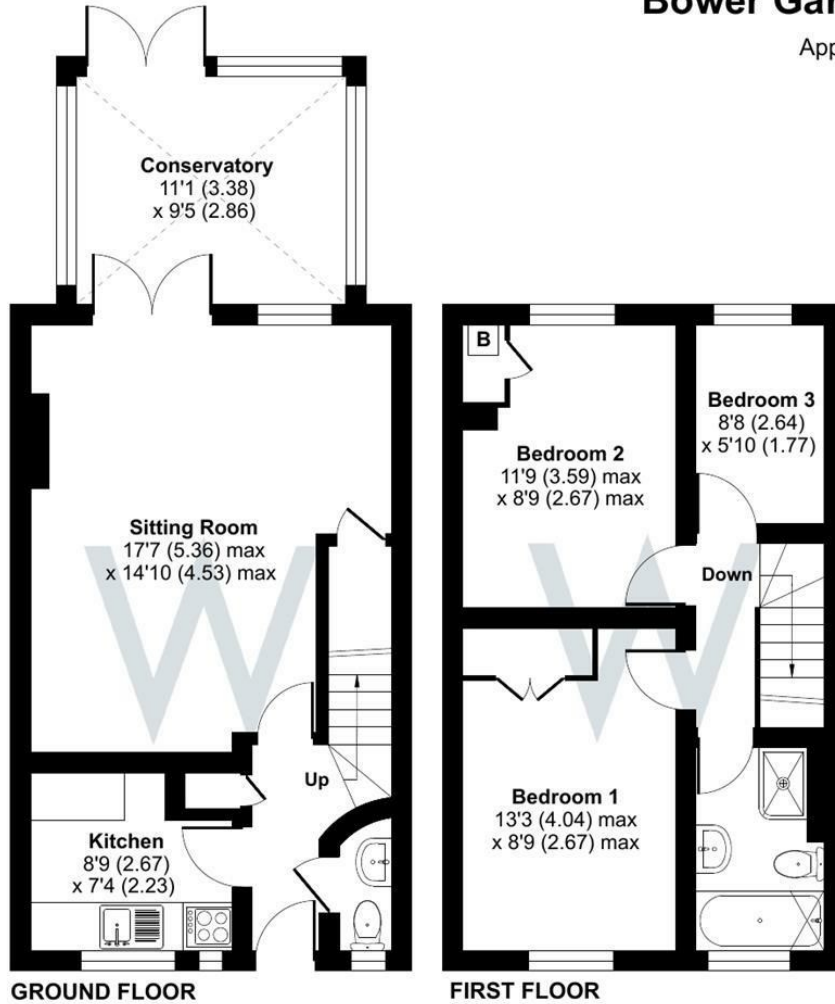 Bower Gar
App
Conservatory
11'1 (3.38)
x 9'5 (2.86)
Sitting Room
17'7 (5.36) max
x 14'10 (4.53) max
Up
Kitchen
8'9 (2.67)
x 7'4 (2.23)
GROUND FLOOR
B
Bedroom 3
8'8 (2.64)
x 5'10 (1.77)
Bedroom 2
11'9 (3.59) max
x 8'9 (2.67) max
Down
Bedroom 1
13'3 (4.04) max
x 8'9 (2.67) max
FIRST FLOOR
W
W